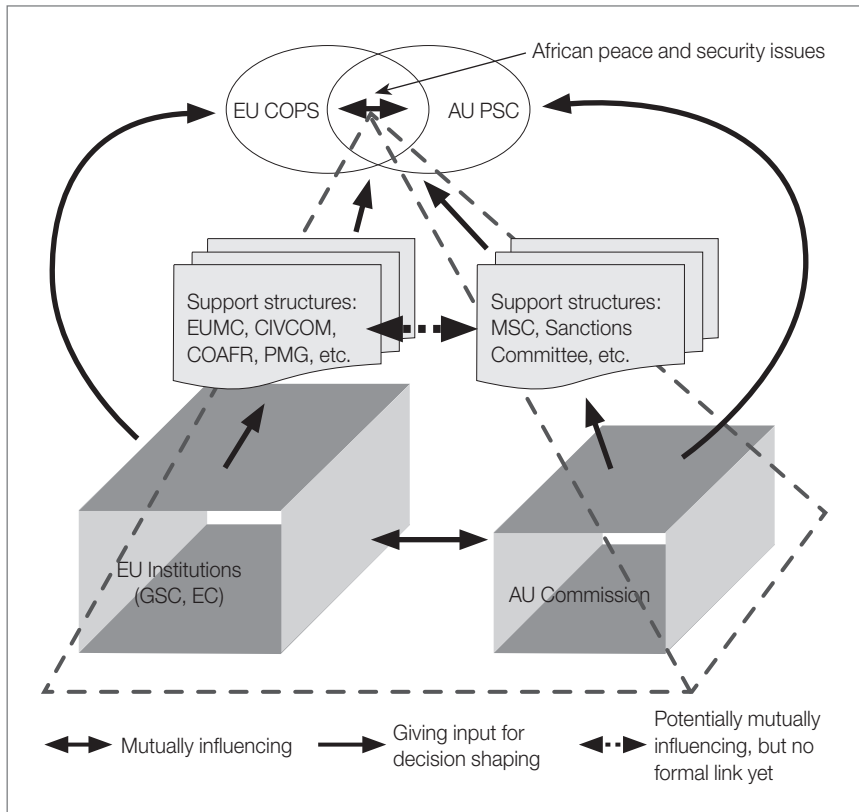 African peace and security issues
EU COPS
AU PSC
Support structures:
EUMC, CIVCOM,
COAFR, PMG, etc.
Support structures:
MSC, Sanctions
Committee, etc.
EU Institutions
(GSC, EC)
AU Commission
Mutually influencing
Giving input for
decision shaping
Potentially mutually
influencing, but no
formal link yet